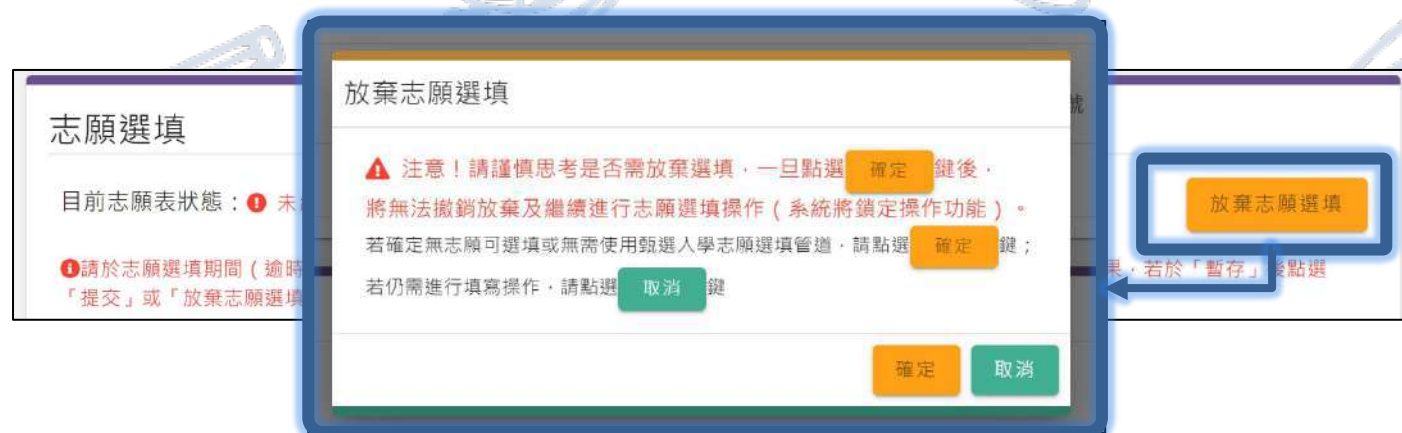 放棄志願選填
號
志願選填
⚠ 注意！請謹慎思考是否需放棄選填，一旦點選 確定 鍵後，
目前志願表狀態：未
放棄志願選填
將無法撤銷放棄及繼續進行志願選填操作（系統將鎖定操作功能）。
若確定無志願可選填或無需使用甄選入學志願選填管道，請點選 確定 鍵；
請於志願選填期間（逾時
果，若於「暫存」後點選
若仍需進行填寫操作，請點選 取消 鍵
「提交」或「放棄志願選填
確定 取消